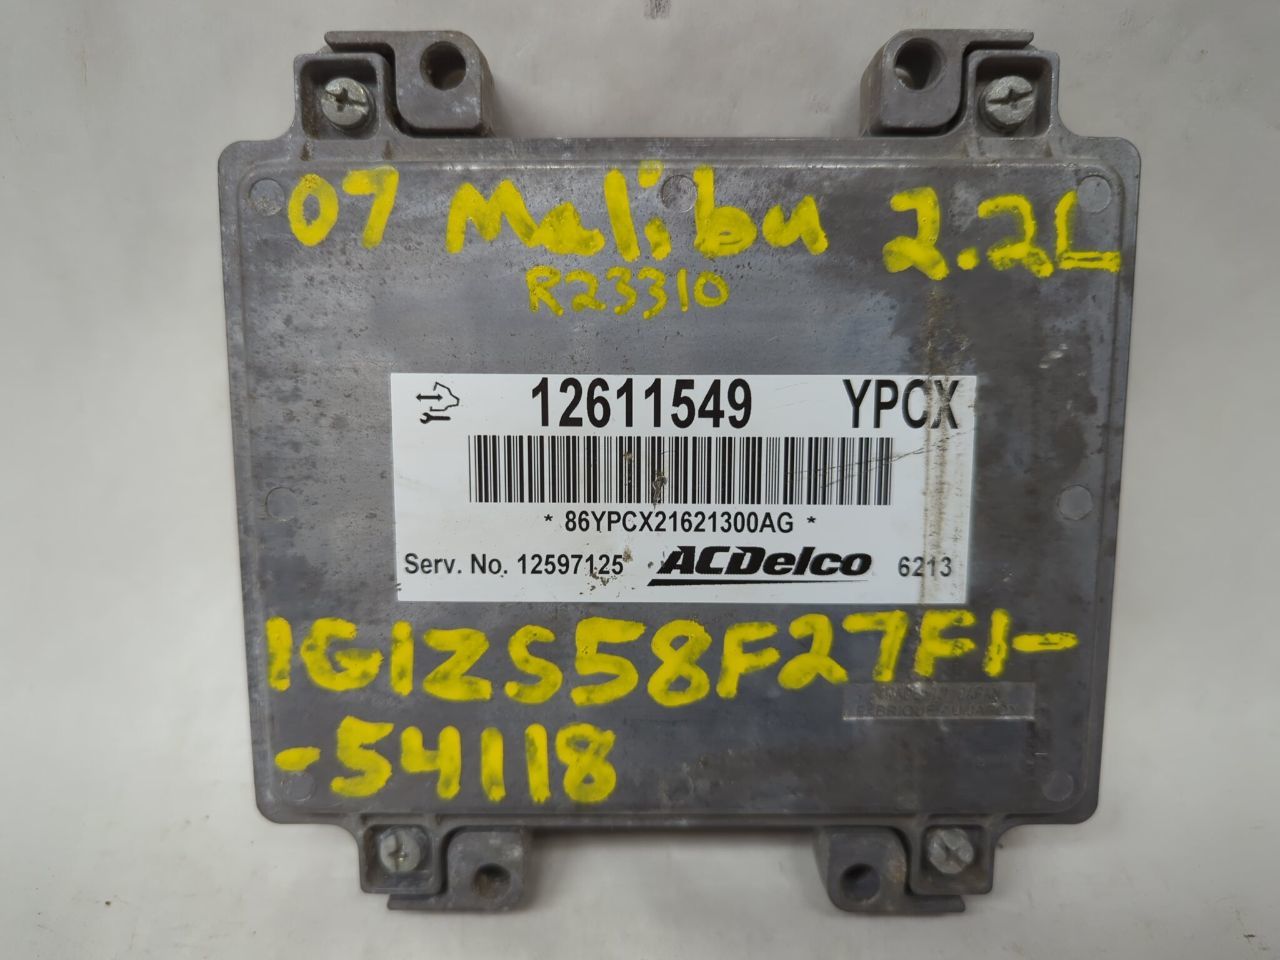 07 Malibu 2.2L
R23310
12611549 YPCX
* 86YPCX21621300AG *
Serv. No. 12597125 ACDelco 6213
1G1ZS58F27F1-
-54118